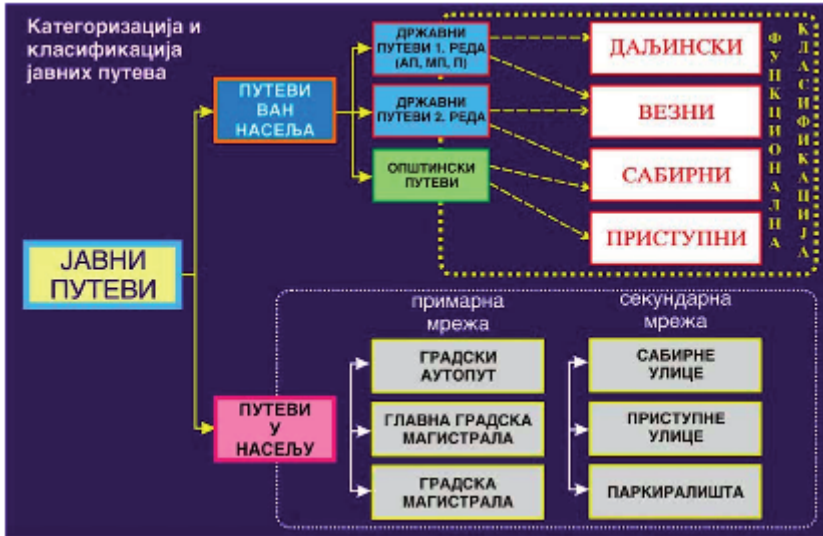 Категоризација и
класификација
јавних путева
ЈАВНИ
ПУТЕВИ
ПУТЕВИ
ВАН
НАСЕЉА
ДРЖАВНИ
ПУТЕВИ 1. РЕДА
(АП, МП, П)
ДРЖАВНИ
ПУТЕВИ 2. РЕДА
ОПШТИНСКИ
ПУТЕВИ
ДАЉИНСКИ
ВЕЗНИ
САБИРНИ
ПРИСТУПНИ
ФУНКЦИОНАЛНА
КЛАСИФИКАЦИЈА
ПУТЕВИ
У
НАСЕЉУ
примарна
мрежа
ГРАДСКИ
АУТОПУТ
ГЛАВНА ГРАДСКА
МАГИСТРАЛА
ГРАДСКА
МАГИСТРАЛА
секундарна
мрежа
САБИРНЕ
УЛИЦЕ
ПРИСТУПНЕ
УЛИЦЕ
ПАРКИРАЛИШТА